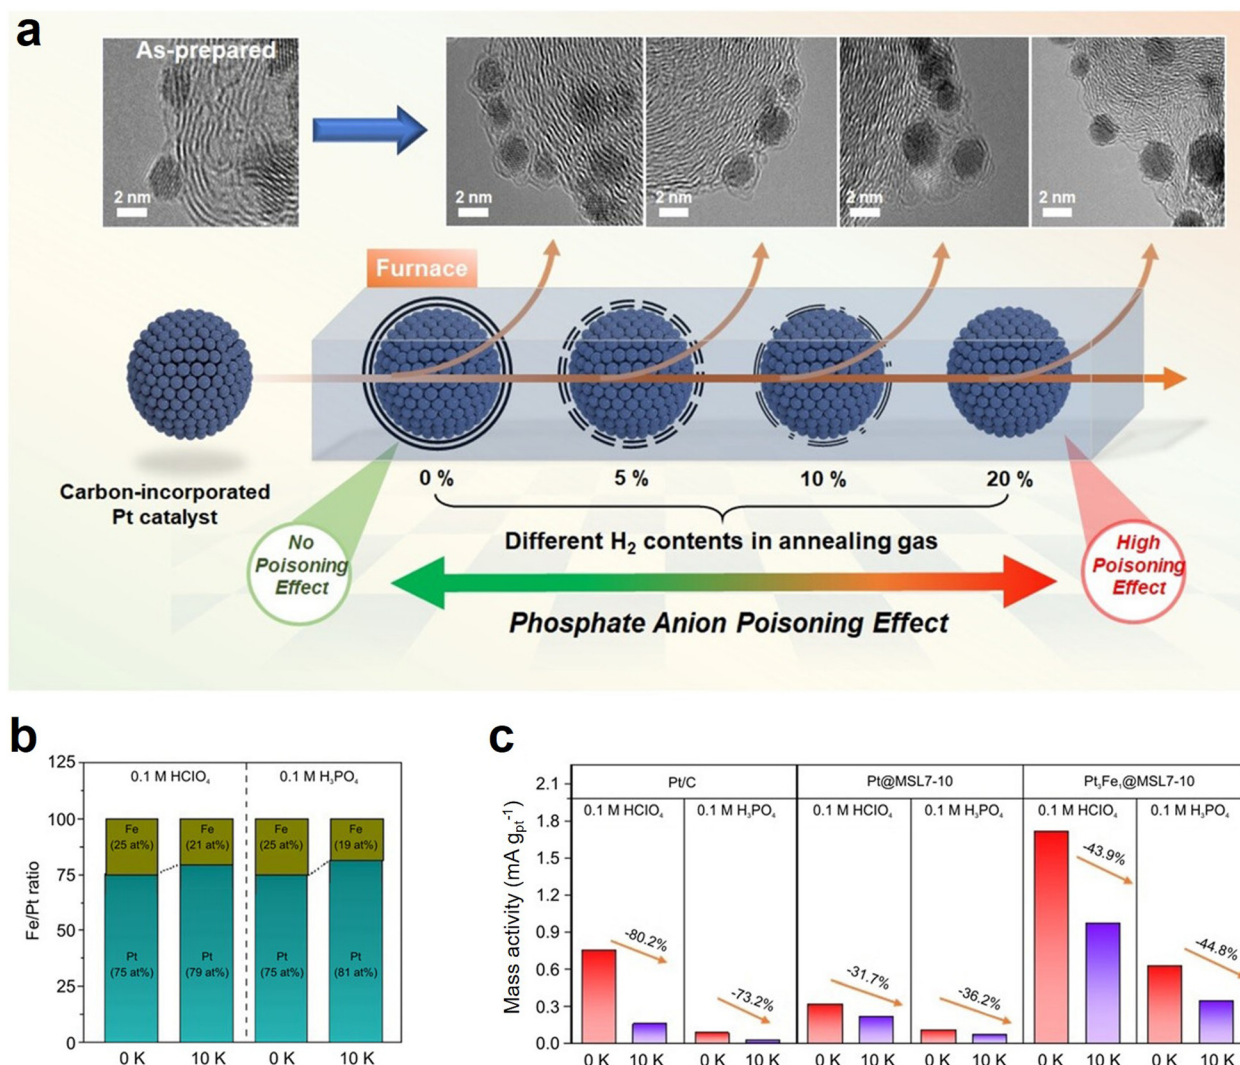 a
As-prepared
2 nm
2 nm
2 nm
2 nm
2 nm
Furnace
0 %
5 %
10 %
20 %
Carbon-incorporated
Pt catalyst
Different H₂ contents in annealing gas
No
Poisoning
Effect
High
Poisoning
Effect
Phosphate Anion Poisoning Effect
b
125
100
75
50
25
0
Fe/Pt ratio
0.1 M HClO₄
0.1 M H₃PO₄
Fe
(25 at%)
Fe
(21 at%)
Fe
(25 at%)
Fe
(19 at%)
Pt
(75 at%)
Pt
(79 at%)
Pt
(75 at%)
Pt
(81 at%)
0 K
10 K
0 K
10 K
c
Mass activity (mA gₚₜ⁻¹)
2.1
1.8
1.5
1.2
0.9
0.6
0.3
0.0
Pt/C
Pt@MSL7-10
Pt₃Fe₁@MSL7-10
0.1 M HClO₄
0.1 M H₃PO₄
0.1 M HClO₄
0.1 M H₃PO₄
0.1 M HClO₄
0.1 M H₃PO₄
-80.2%
-73.2%
-31.7%
-36.2%
-43.9%
-44.8%
0 K
10 K
0 K
10 K
0 K
10 K
0 K
10 K
0 K
10 K
0 K
10 K